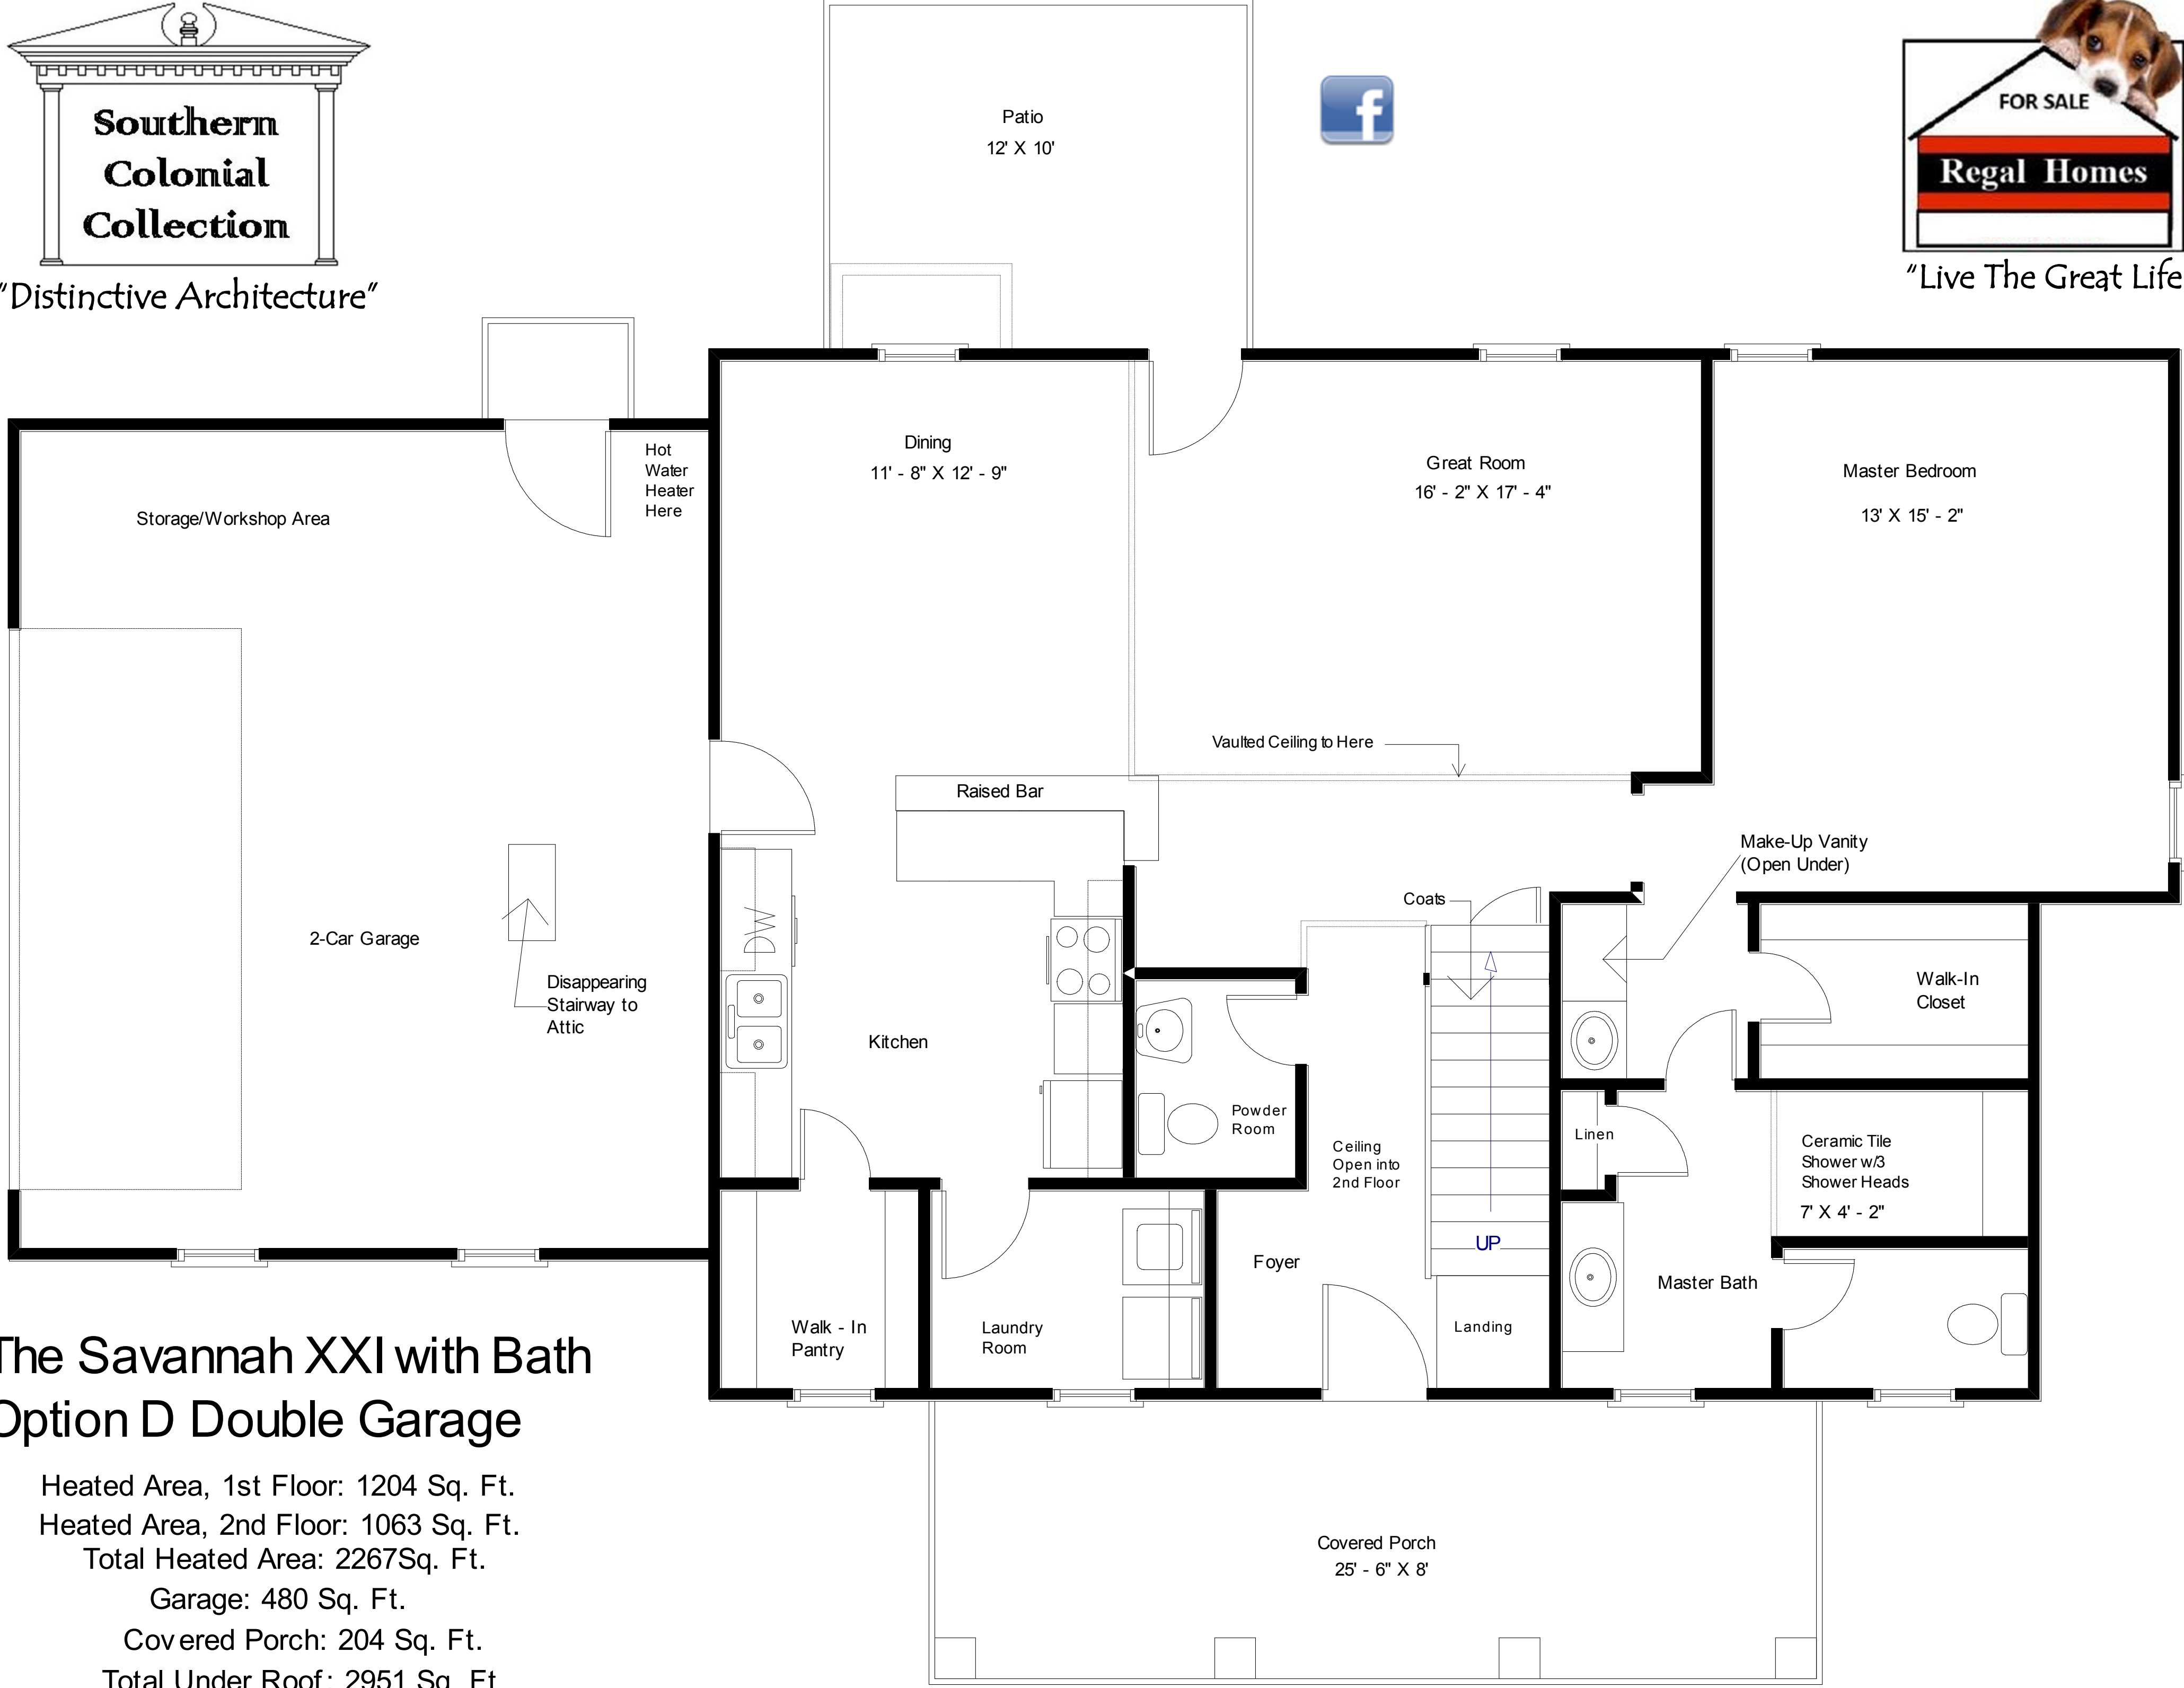 Southern
Colonial
Collection
"Distinctive Architecture"
FOR SALE
Regal Homes
"Live The Great Life
Patio
12' X 10'
Dining
11' - 8" X 12' - 9"
Great Room
16' - 2" X 17' - 4"
Master Bedroom
13' X 15' - 2"
Hot
Water
Heater
Here
Storage/Workshop Area
Vaulted Ceiling to Here
Raised Bar
Make-Up Vanity
(Open Under)
Coats
2-Car Garage
Disappearing
Stairway to
Attic
DW
Kitchen
Walk-In
Closet
Powder
Room
Ceiling
Open into
2nd Floor
Linen
Ceramic Tile
Shower w/3
Shower Heads
7' X 4' - 2"
UP
Foyer
Master Bath
Walk - In
Pantry
Laundry
Room
Landing
The Savannah XXI with Bath
Option D Double Garage
Heated Area, 1st Floor: 1204 Sq. Ft.
Heated Area, 2nd Floor: 1063 Sq. Ft.
Total Heated Area: 2267Sq. Ft.
Garage: 480 Sq. Ft.
Covered Porch: 204 Sq. Ft.
Total Under Roof: 2951 Sq. Ft
Covered Porch
25' - 6" X 8'